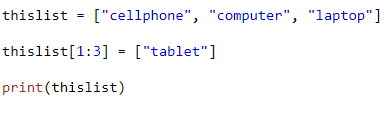 thislist = ["cellphone", "computer", "laptop"]
thislist[1:3] = ["tablet"]
print(thislist)